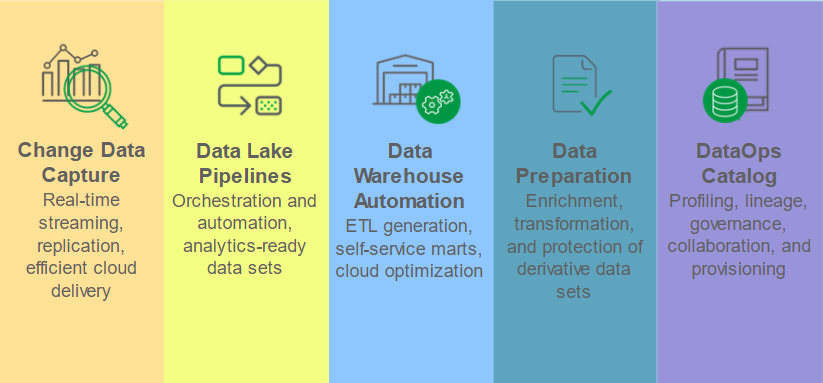 Change Data
Capture
Real-time
streaming,
replication,
efficient cloud
delivery
Data Lake
Pipelines
Orchestration and
automation,
analytics-ready
data sets
Data
Warehouse
Automation
ETL generation,
self-service marts,
cloud optimization
Data
Preparation
Enrichment,
transformation,
and protection of
derivative data
sets
DataOps
Catalog
Profiling, lineage,
governance,
collaboration, and
provisioning